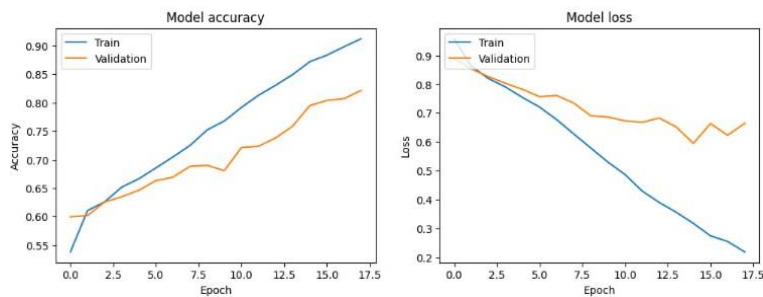 Model accuracy
Train
Validation
Accuracy
0.90
0.85
0.80
0.75
0.70
0.65
0.60
0.55
0.0 2.5 5.0 7.5 10.0 12.5 15.0 17.5
Epoch
Model loss
Train
Validation
Loss
0.9
0.8
0.7
0.6
0.5
0.4
0.3
0.2
0.0 2.5 5.0 7.5 10.0 12.5 15.0 17.5
Epoch